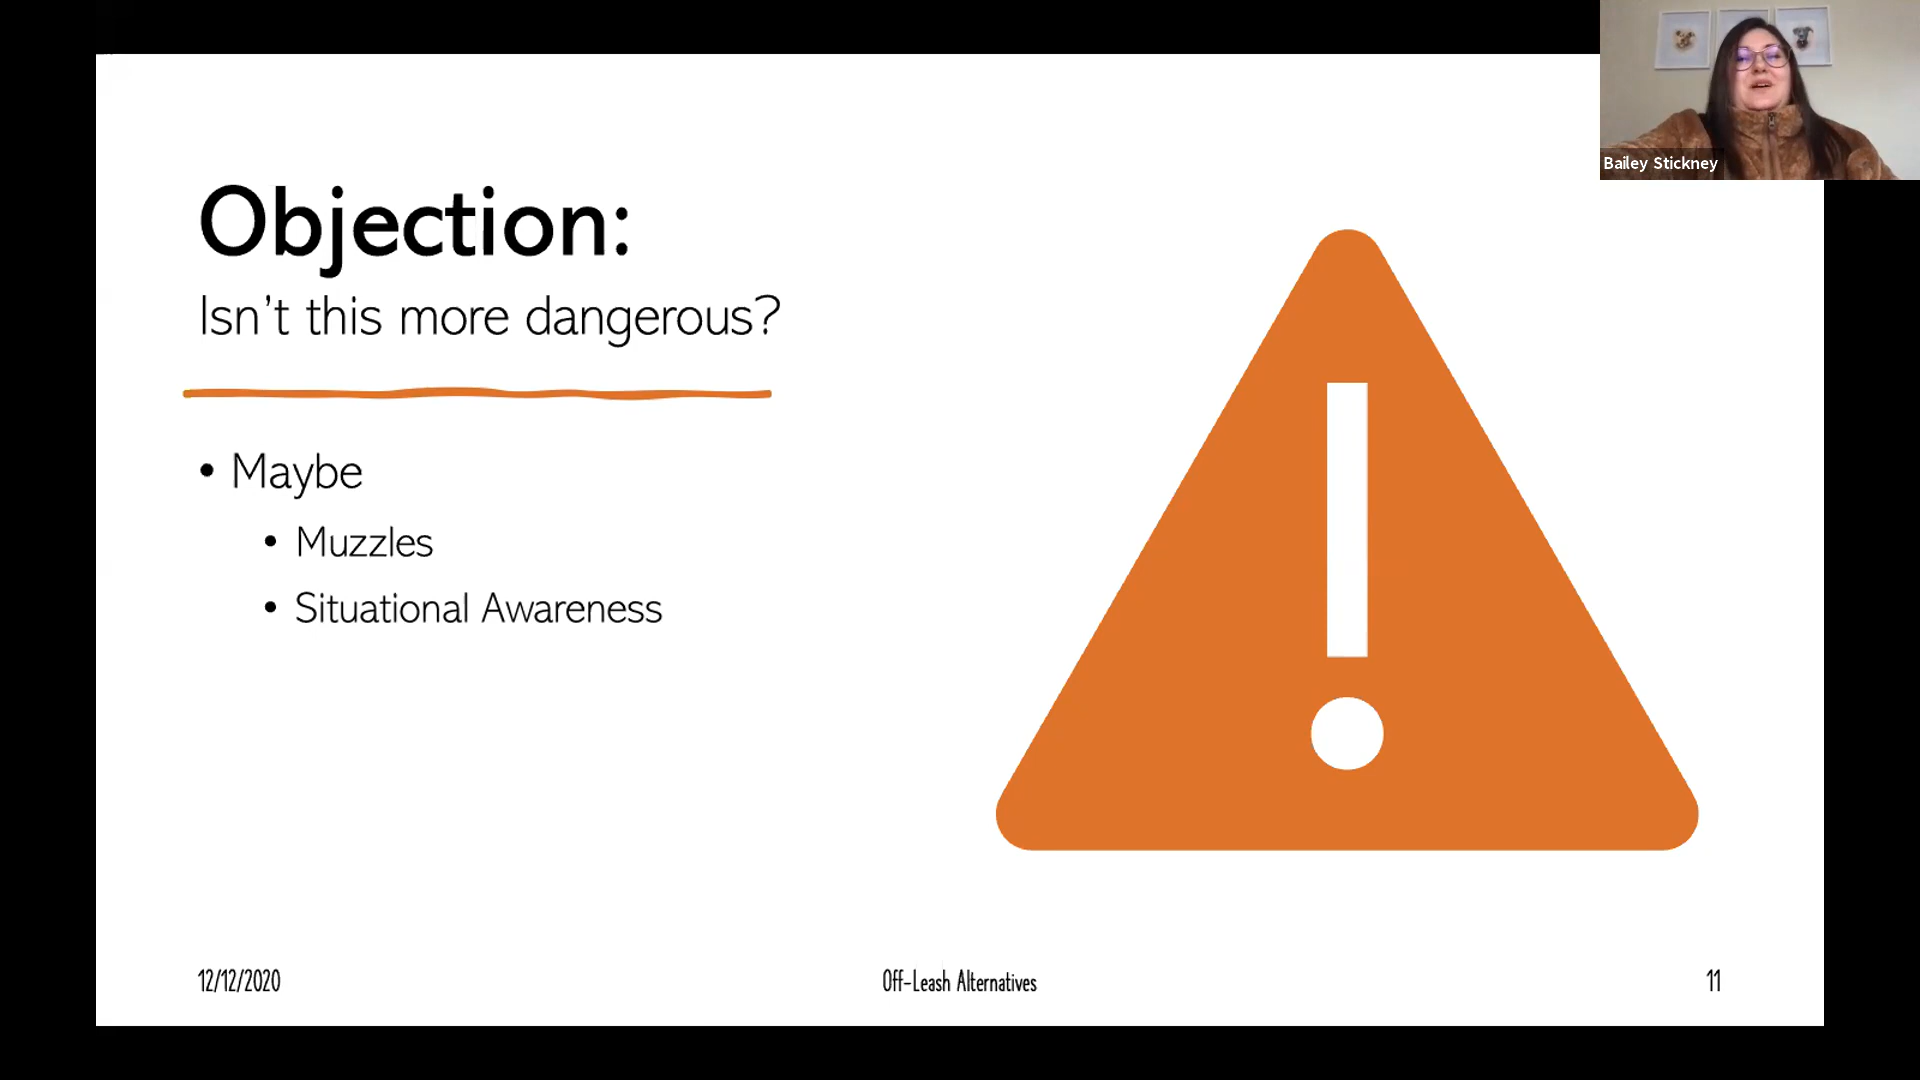 Bailey Stickney
Objection:
Isn't this more dangerous?
• Maybe
• Muzzles
• Situational Awareness
12/12/2020
Off-Leash Alternatives
11